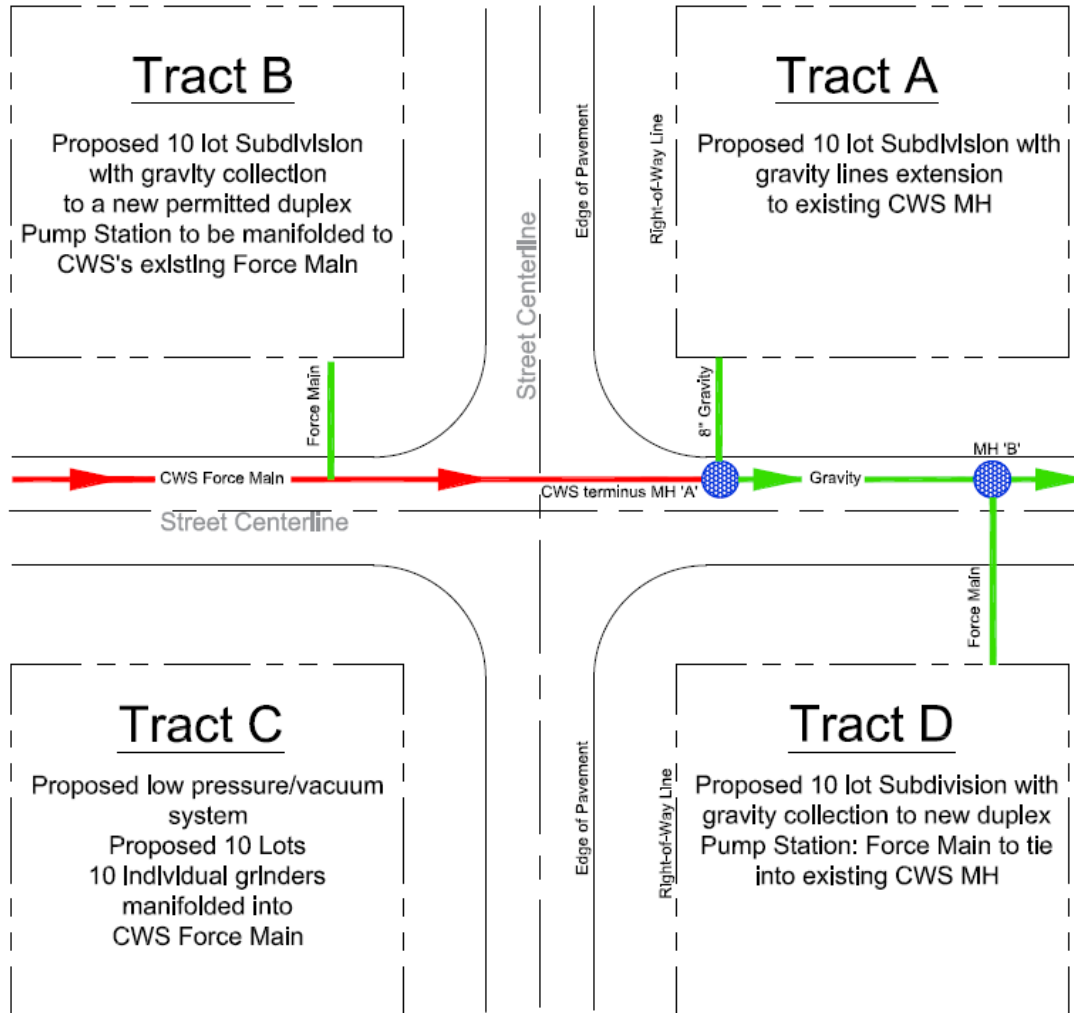 Tract B
Proposed 10 lot Subdivision
with gravity collection
to a new permitted duplex
Pump Station to be manifolded to
CWS's existing Force Main
Tract A
Proposed 10 lot Subdivision with
gravity lines extension
to existing CWS MH
Edge of Pavement
Right-of-Way Line
Street Centerline
Force Main
8" Gravity
MH 'B'
CWS Force Main
CWS terminus MH 'A'
Gravity
Street Centerline
Force Main
Tract C
Proposed low pressure/vacuum
system
Proposed 10 Lots
10 individual grinders
manifolded into
CWS Force Main
Edge of Pavement
Right-of-Way Line
Tract D
Proposed 10 lot Subdivision with
gravity collection to new duplex
Pump Station: Force Main to tie
into existing CWS MH